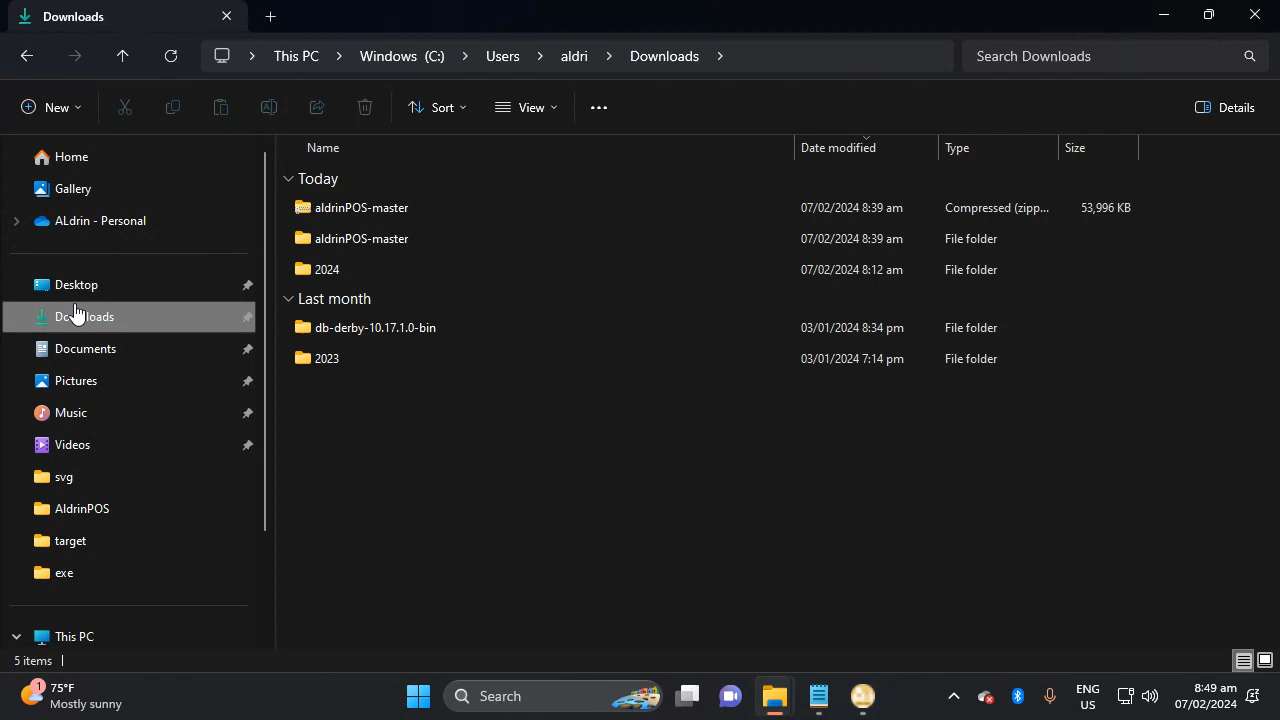 Downloads
This PC Windows (C:) Users aldri Downloads Search Downloads
New Sort View Details
Home
Gallery
ALdrin - Personal
Desktop
Documents
Pictures
Music
Videos
svg
AldrinPOS
target
exe
This PC
Name Date modified Type Size
Today
aldrinPOS-master 07/02/2024 8:39 am Compressed (zipp... 53,996 KB
aldrinPOS-master 07/02/2024 8:39 am File folder
2024 07/02/2024 8:12 am File folder
Last month
db-derby-10.17.1.0-bin 03/01/2024 8:34 pm File folder
2023 03/01/2024 7:14 pm File folder
5 items
1
75°F
Mostly sunny
Search
ENG
US
8:49 am
07/02/2024